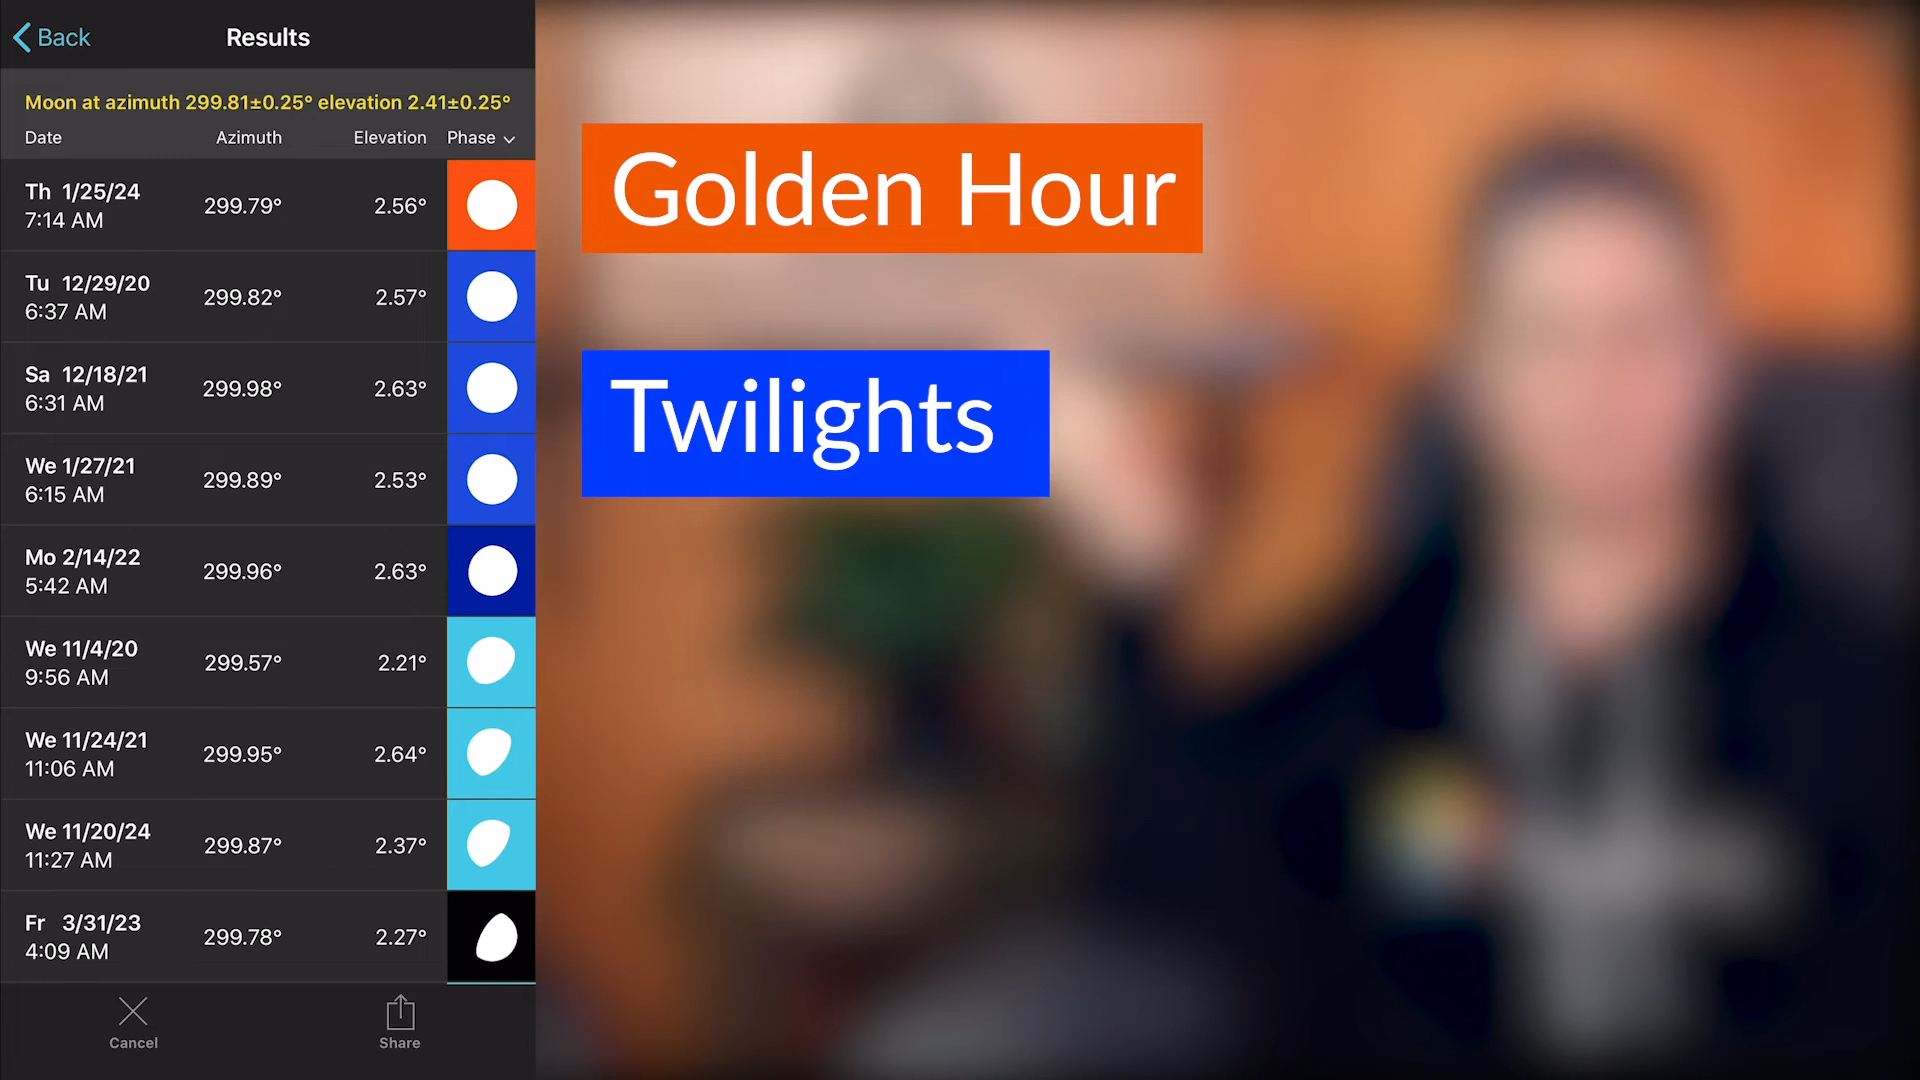 Back
Results
Moon at azimuth 299.81±0.25° elevation 2.41±0.25°
Date Azimuth Elevation Phase
Th 1/25/24
7:14 AM
299.79° 2.56°
Tu 12/29/20
6:37 AM
299.82° 2.57°
Sa 12/18/21
6:31 AM
299.98° 2.63°
We 1/27/21
6:15 AM
299.89° 2.53°
Mo 2/14/22
5:42 AM
299.96° 2.63°
We 11/4/20
9:56 AM
299.57° 2.21°
We 11/24/21
11:06 AM
299.95° 2.64°
We 11/20/24
11:27 AM
299.87° 2.37°
Fr 3/31/23
4:09 AM
299.78° 2.27°
Cancel
Share
Golden Hour
Twilights